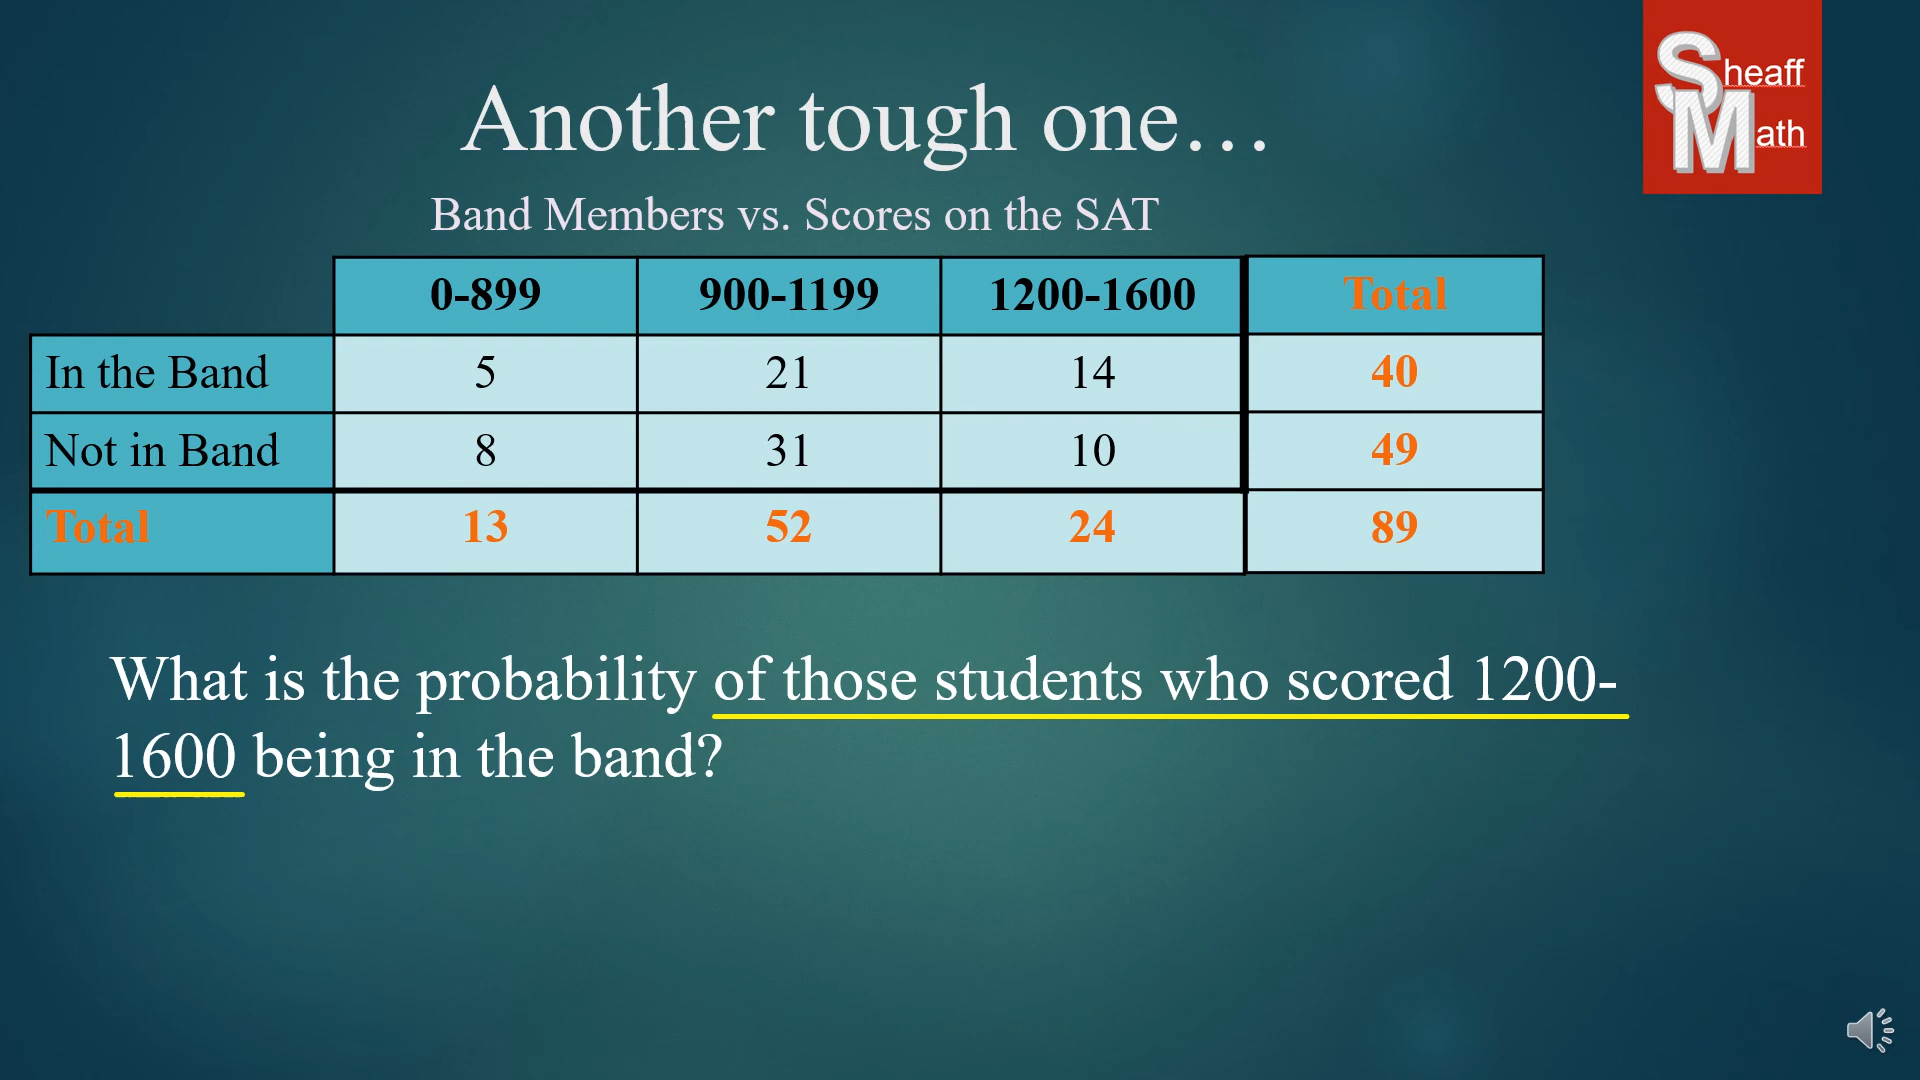 Sheaff
Math
Another tough one…
Band Members vs. Scores on the SAT
0-899 900-1199 1200-1600 Total
In the Band 5 21 14 40
Not in Band 8 31 10 49
Total 13 52 24 89
What is the probability of those students who scored 1200-
1600 being in the band?